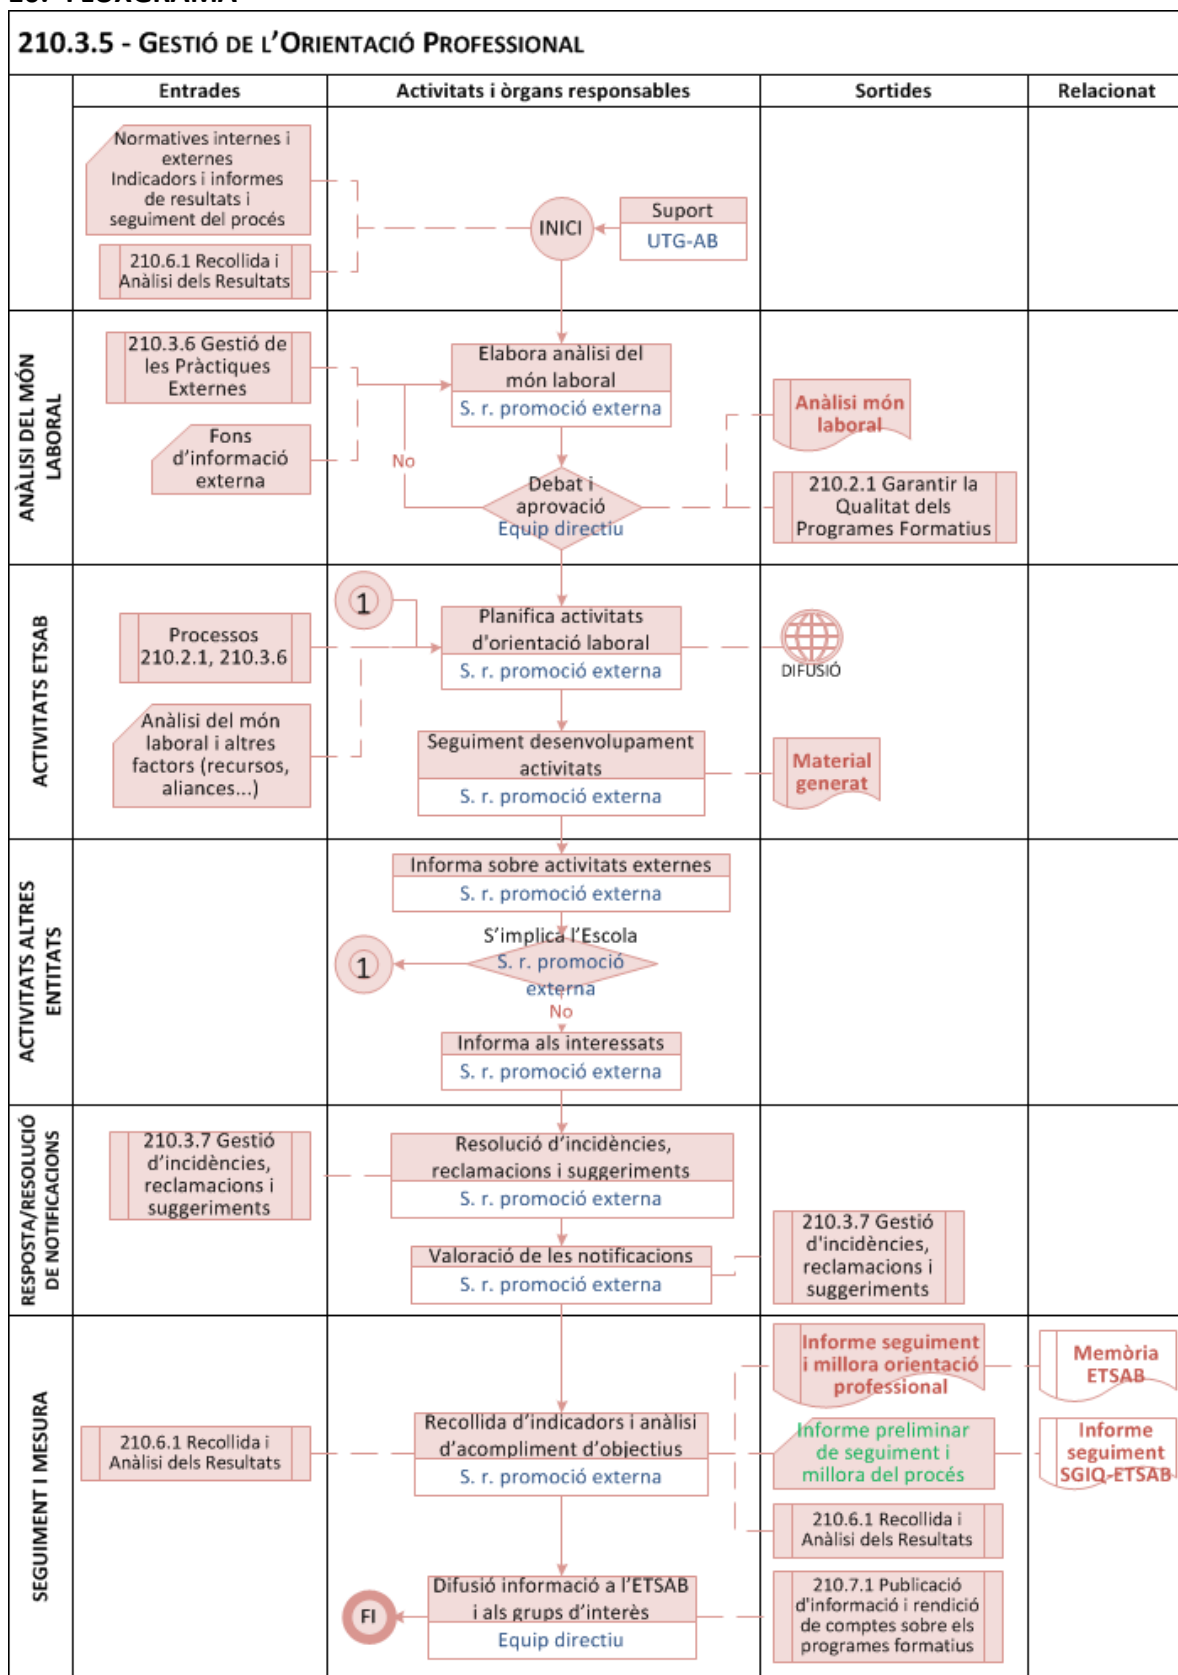 210.3.5 - Gestió de l'Orientació Professional
Entrades
Activitats i òrgans responsables
Sortides
Relacionat
Normatives internes i
externes
Indicadors i informes
de resultats i
seguiment del procés
210.6.1 Recollida i
Anàlisi dels Resultats
INICI
Suport
UTG-AB
ANÀLISI DEL MÓN
LABORAL
210.3.6 Gestió de
les Pràctiques
Externes
Fons
d'informació
externa
Elabora anàlisi del
món laboral
S. r. promoció externa
No
Debat i
aprovació
Equip directiu
Anàlisi món
laboral
210.2.1 Garantir la
Qualitat dels
Programes Formatius
ACTIVITATS ETSAB
Processos
210.2.1, 210.3.6
Anàlisi del món
laboral i altres
factors (recursos,
aliances...)
1
Planifica activitats
d'orientació laboral
S. r. promoció externa
Seguiment desenvolupament
activitats
S. r. promoció externa
DIFUSIÓ
Material
generat
ACTIVITATS ALTRES
ENTITATS
Informa sobre activitats externes
S. r. promoció externa
S'implica l'Escola
S. r. promoció
externa
1
No
Informa als interessats
S. r. promoció externa
RESPOSTA/RESOLUCIÓ
DE NOTIFICACIONS
210.3.7 Gestió
d'incidències,
reclamacions i
suggeriments
Resolució d'incidències,
reclamacions i suggeriments
S. r. promoció externa
Valoració de les notificacions
S. r. promoció externa
210.3.7 Gestió
d'incidències,
reclamacions i
suggeriments
SEGUIMENT I MESURA
210.6.1 Recollida i
Anàlisi dels Resultats
Recollida d'indicadors i anàlisi
d'acompliment d'objectius
S. r. promoció externa
Difusió informació a l'ETSAB
i als grups d'interès
Equip directiu
FI
Informe seguiment
i millora orientació
professional
Informe preliminar
de seguiment i
millora del procés
210.6.1 Recollida i
Anàlisi dels Resultats
210.7.1 Publicació
d'informació i rendició
de comptes sobre els
programes formatius
Memòria
ETSAB
Informe
seguiment
SGIQ-ETSAB